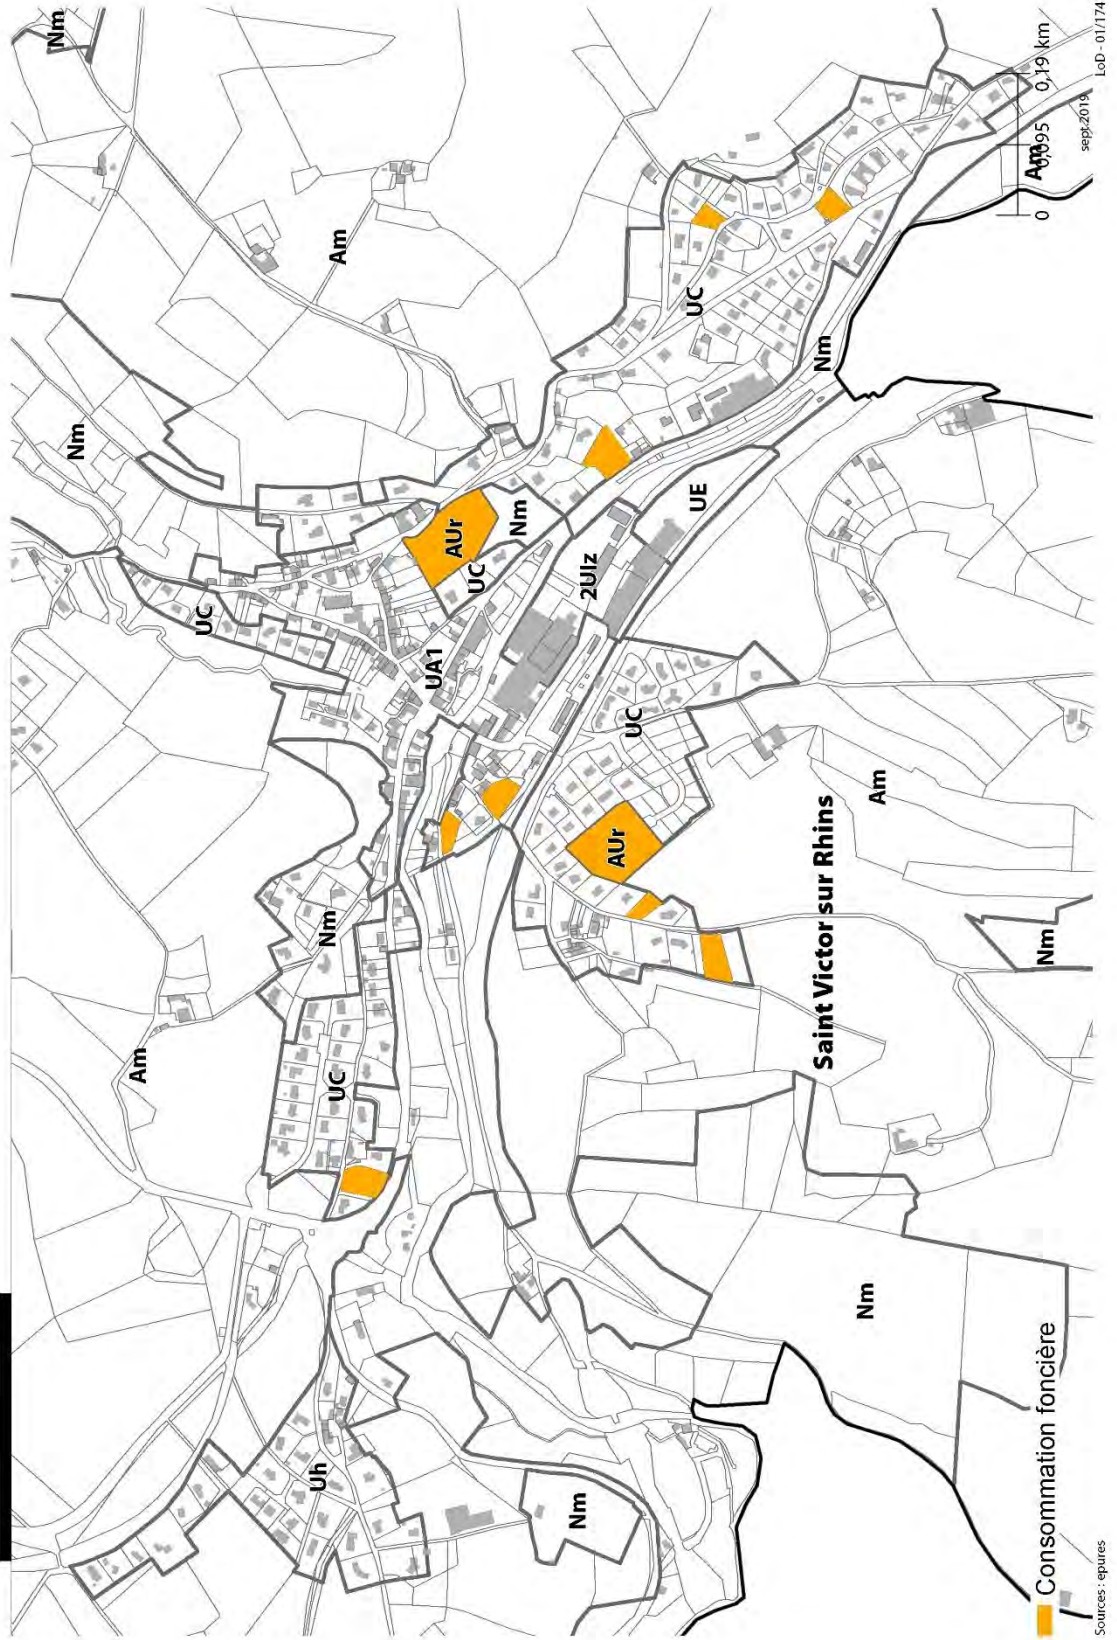 Nm
Am
Nm
UC
AUr
Nm
UC
UC
UA1
2UIz
UE
Nm
UC
AUr
Am
Nm
Am
UC
Uh
Nm
Nm
Nm
Am
Saint Victor sur Rhins
Consommation foncière
Sources : epures
0
0,095
0,19 km
sept.2019
LoD - 01/174